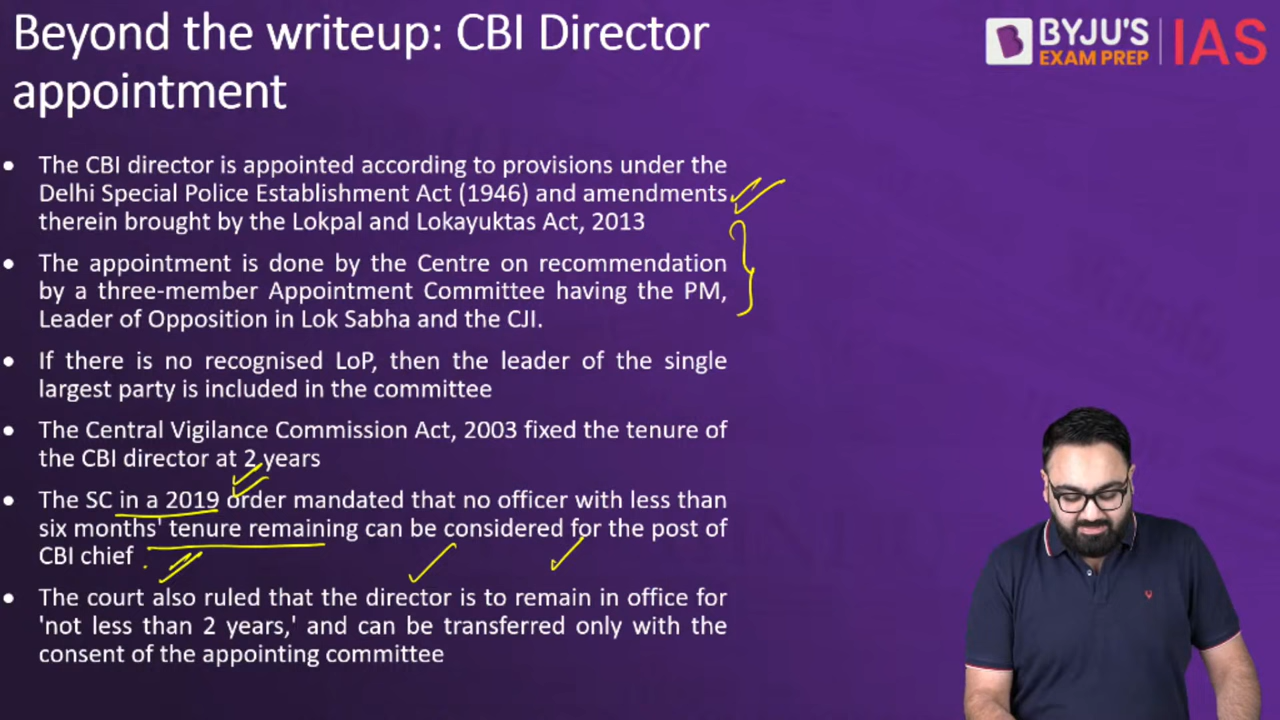 Beyond the writeup: CBI Director
appointment
BYJU'S
EXAM PREP
IAS
• The CBI director is appointed according to provisions under the
Delhi Special Police Establishment Act (1946) and amendments
therein brought by the Lokpal and Lokayuktas Act, 2013
• The appointment is done by the Centre on recommendation
by a three-member Appointment Committee having the PM,
Leader of Opposition in Lok Sabha and the CJI.
• If there is no recognised LoP, then the leader of the single
largest party is included in the committee
• The Central Vigilance Commission Act, 2003 fixed the tenure of
the CBI director at 2 years
• The SC in a 2019 order mandated that no officer with less than
six months' tenure remaining can be considered for the post of
CBI chief
• The court also ruled that the director is to remain in office for
'not less than 2 years,' and can be transferred only with the
consent of the appointing committee